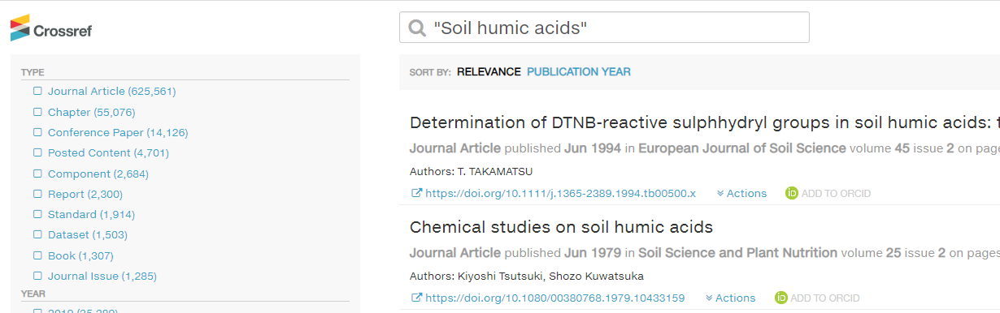 Crossref
"Soil humic acids"
TYPE
Journal Article (625,561)
Chapter (55,076)
Conference Paper (14,126)
Posted Content (4,701)
Component (2,684)
Report (2,300)
Standard (1,914)
Dataset (1,503)
Book (1,307)
Journal Issue (1,285)
YEAR
SORT BY: RELEVANCE PUBLICATION YEAR
Determination of DTNB-reactive sulphhydryl groups in soil humic acids:
Journal Article published Jun 1994 in European Journal of Soil Science volume 45 issue 2 on
Authors: T. TAKAMATSU
https://doi.org/10.1111/j.1365-2389.1994.tb00500.x Actions iD ADD TO ORCID
Chemical studies on soil humic acids
Journal Article published Jun 1979 in Soil Science and Plant Nutrition volume 25 issue 2 on pages
Authors: Kiyoshi Tsutsuki, Shozo Kuwatsuka
https://doi.org/10.1080/00380768.1979.10433159 Actions iD ADD TO ORCID